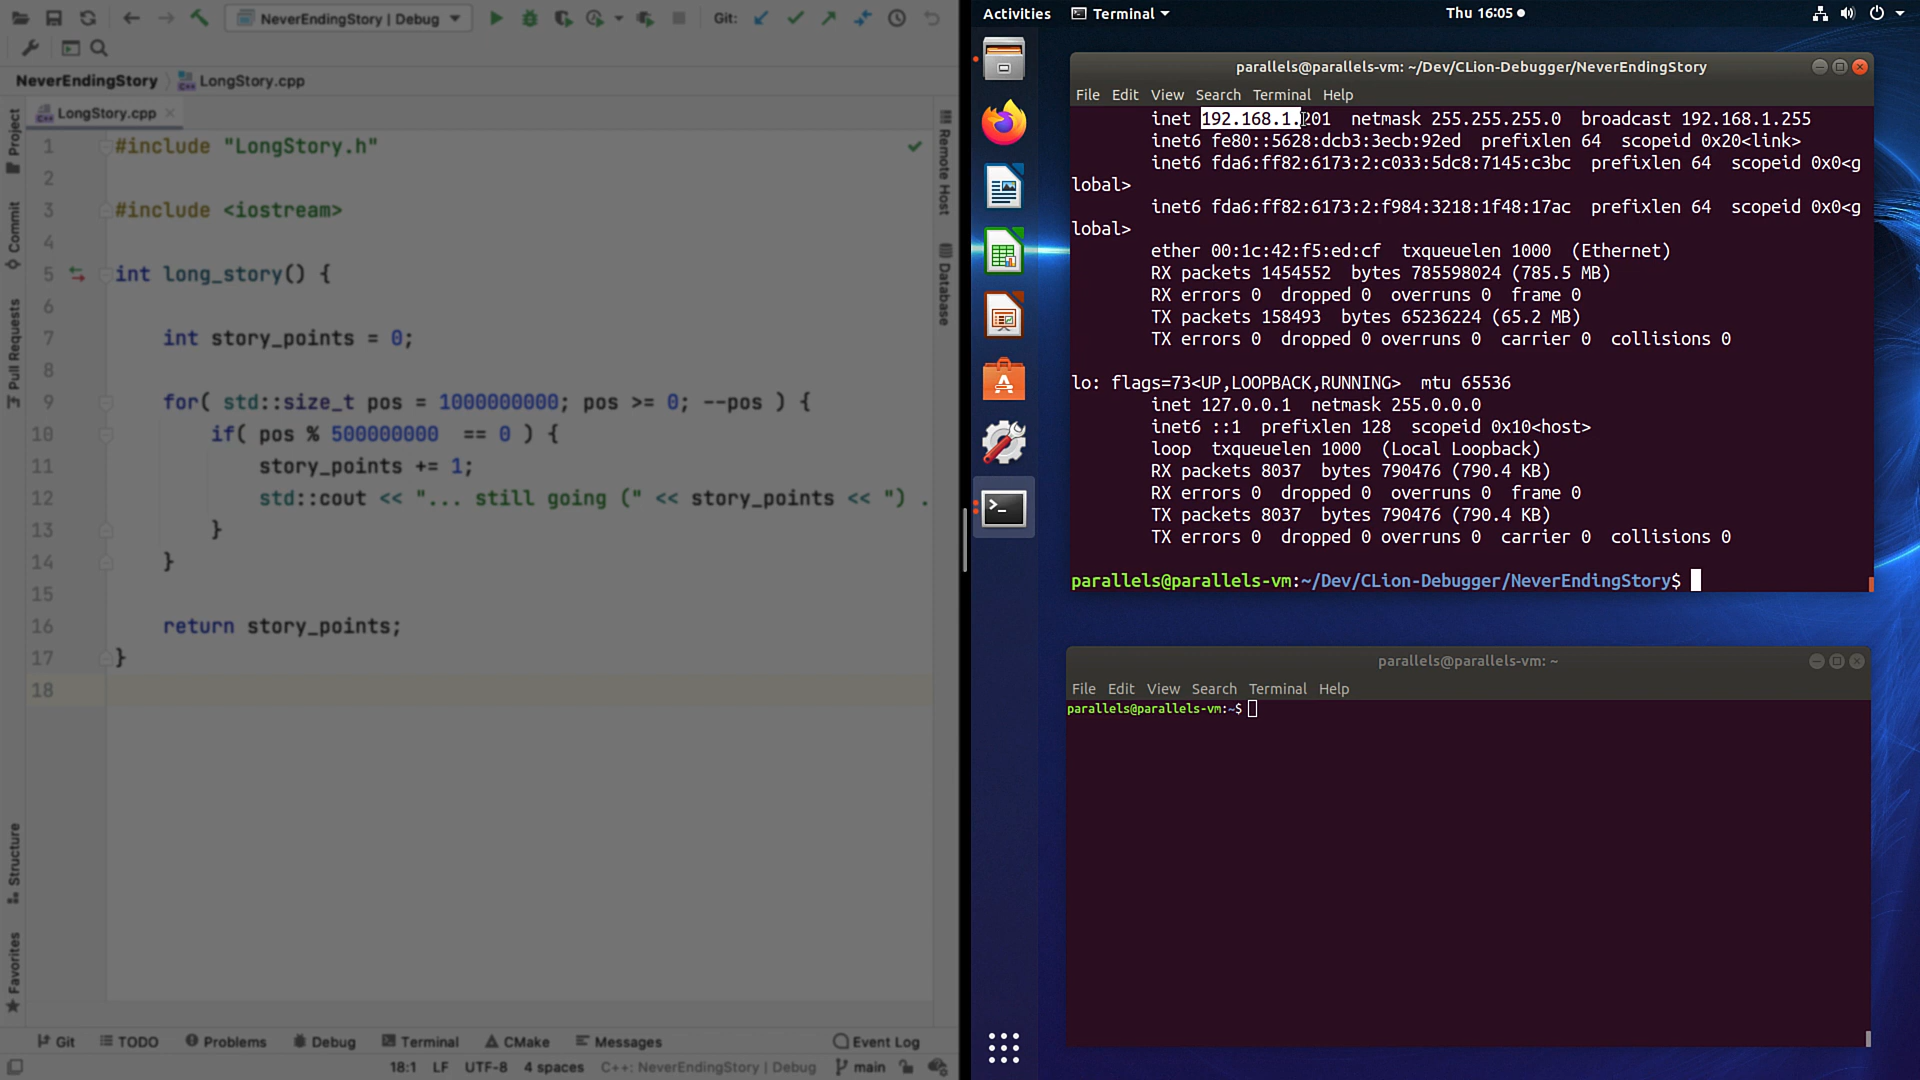 NeverEndingStory | Debug
Git:
NeverEndingStory
LongStory.cpp
LongStory.cpp
Project
Commit
Pull Requests
Structure
Favorites
Remote Host
Database
1 #include "LongStory.h"
2
3 #include <iostream>
4
5 int long_story() {
6
7 int story_points = 0;
8
9 for( std::size_t pos = 1000000000; pos >= 0; --pos ) {
10 if( pos % 500000000 == 0 ) {
11 story_points += 1;
12 std::cout << "... still going (" << story_points << ") .
13 }
14 }
15
16 return story_points;
17 }
18
Git TODO Problems Debug Terminal CMake Messages Event Log
18:1 LF UTF-8 4 spaces C++: NeverEndingStory | Debug main
Activities Terminal Thu 16:05
parallels@parallels-vm: ~/Dev/CLion-Debugger/NeverEndingStory
File Edit View Search Terminal Help
inet 192.168.1.201 netmask 255.255.255.0 broadcast 192.168.1.255
inet6 fe80::5628:dcb3:3ecb:92ed prefixlen 64 scopeid 0x20<link>
inet6 fda6:ff82:6173:2:c033:5dc8:7145:c3bc prefixlen 64 scopeid 0x0<g
lobal>
inet6 fda6:ff82:6173:2:f984:3218:1f48:17ac prefixlen 64 scopeid 0x0<g
lobal>
ether 00:1c:42:f5:ed:cf txqueuelen 1000 (Ethernet)
RX packets 1454552 bytes 785598024 (785.5 MB)
RX errors 0 dropped 0 overruns 0 frame 0
TX packets 158493 bytes 65236224 (65.2 MB)
TX errors 0 dropped 0 overruns 0 carrier 0 collisions 0
lo: flags=73<UP,LOOPBACK,RUNNING> mtu 65536
inet 127.0.0.1 netmask 255.0.0.0
inet6 ::1 prefixlen 128 scopeid 0x10<host>
loop txqueuelen 1000 (Local Loopback)
RX packets 8037 bytes 790476 (790.4 KB)
RX errors 0 dropped 0 overruns 0 frame 0
TX packets 8037 bytes 790476 (790.4 KB)
TX errors 0 dropped 0 overruns 0 carrier 0 collisions 0
parallels@parallels-vm:~/Dev/CLion-Debugger/NeverEndingStory$
parallels@parallels-vm: ~
File Edit View Search Terminal Help
parallels@parallels-vm:~$